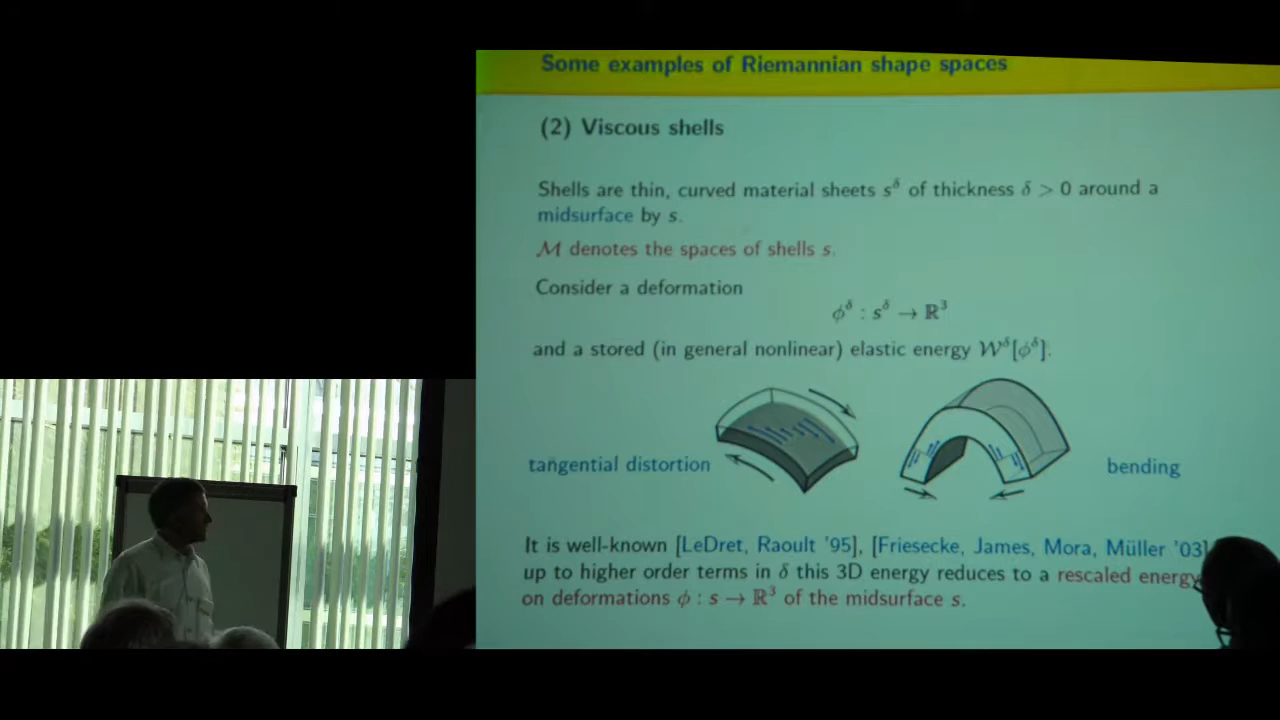 Some examples of Riemannian shape spaces
(2) Viscous shells
Shells are thin, curved material sheets s^δ of thickness δ > 0 around a
midsurface by s.
ℳ denotes the spaces of shells s.
Consider a deformation
ϕ^δ : s^δ → ℝ³
and a stored (in general nonlinear) elastic energy 𝒲^δ[ϕ^δ].
tangential distortion
bending
It is well-known [LeDret, Raoult '95], [Friesecke, James, Mora, Müller '03]
up to higher order terms in δ this 3D energy reduces to a rescaled energy
on deformations ϕ : s → ℝ³ of the midsurface s.